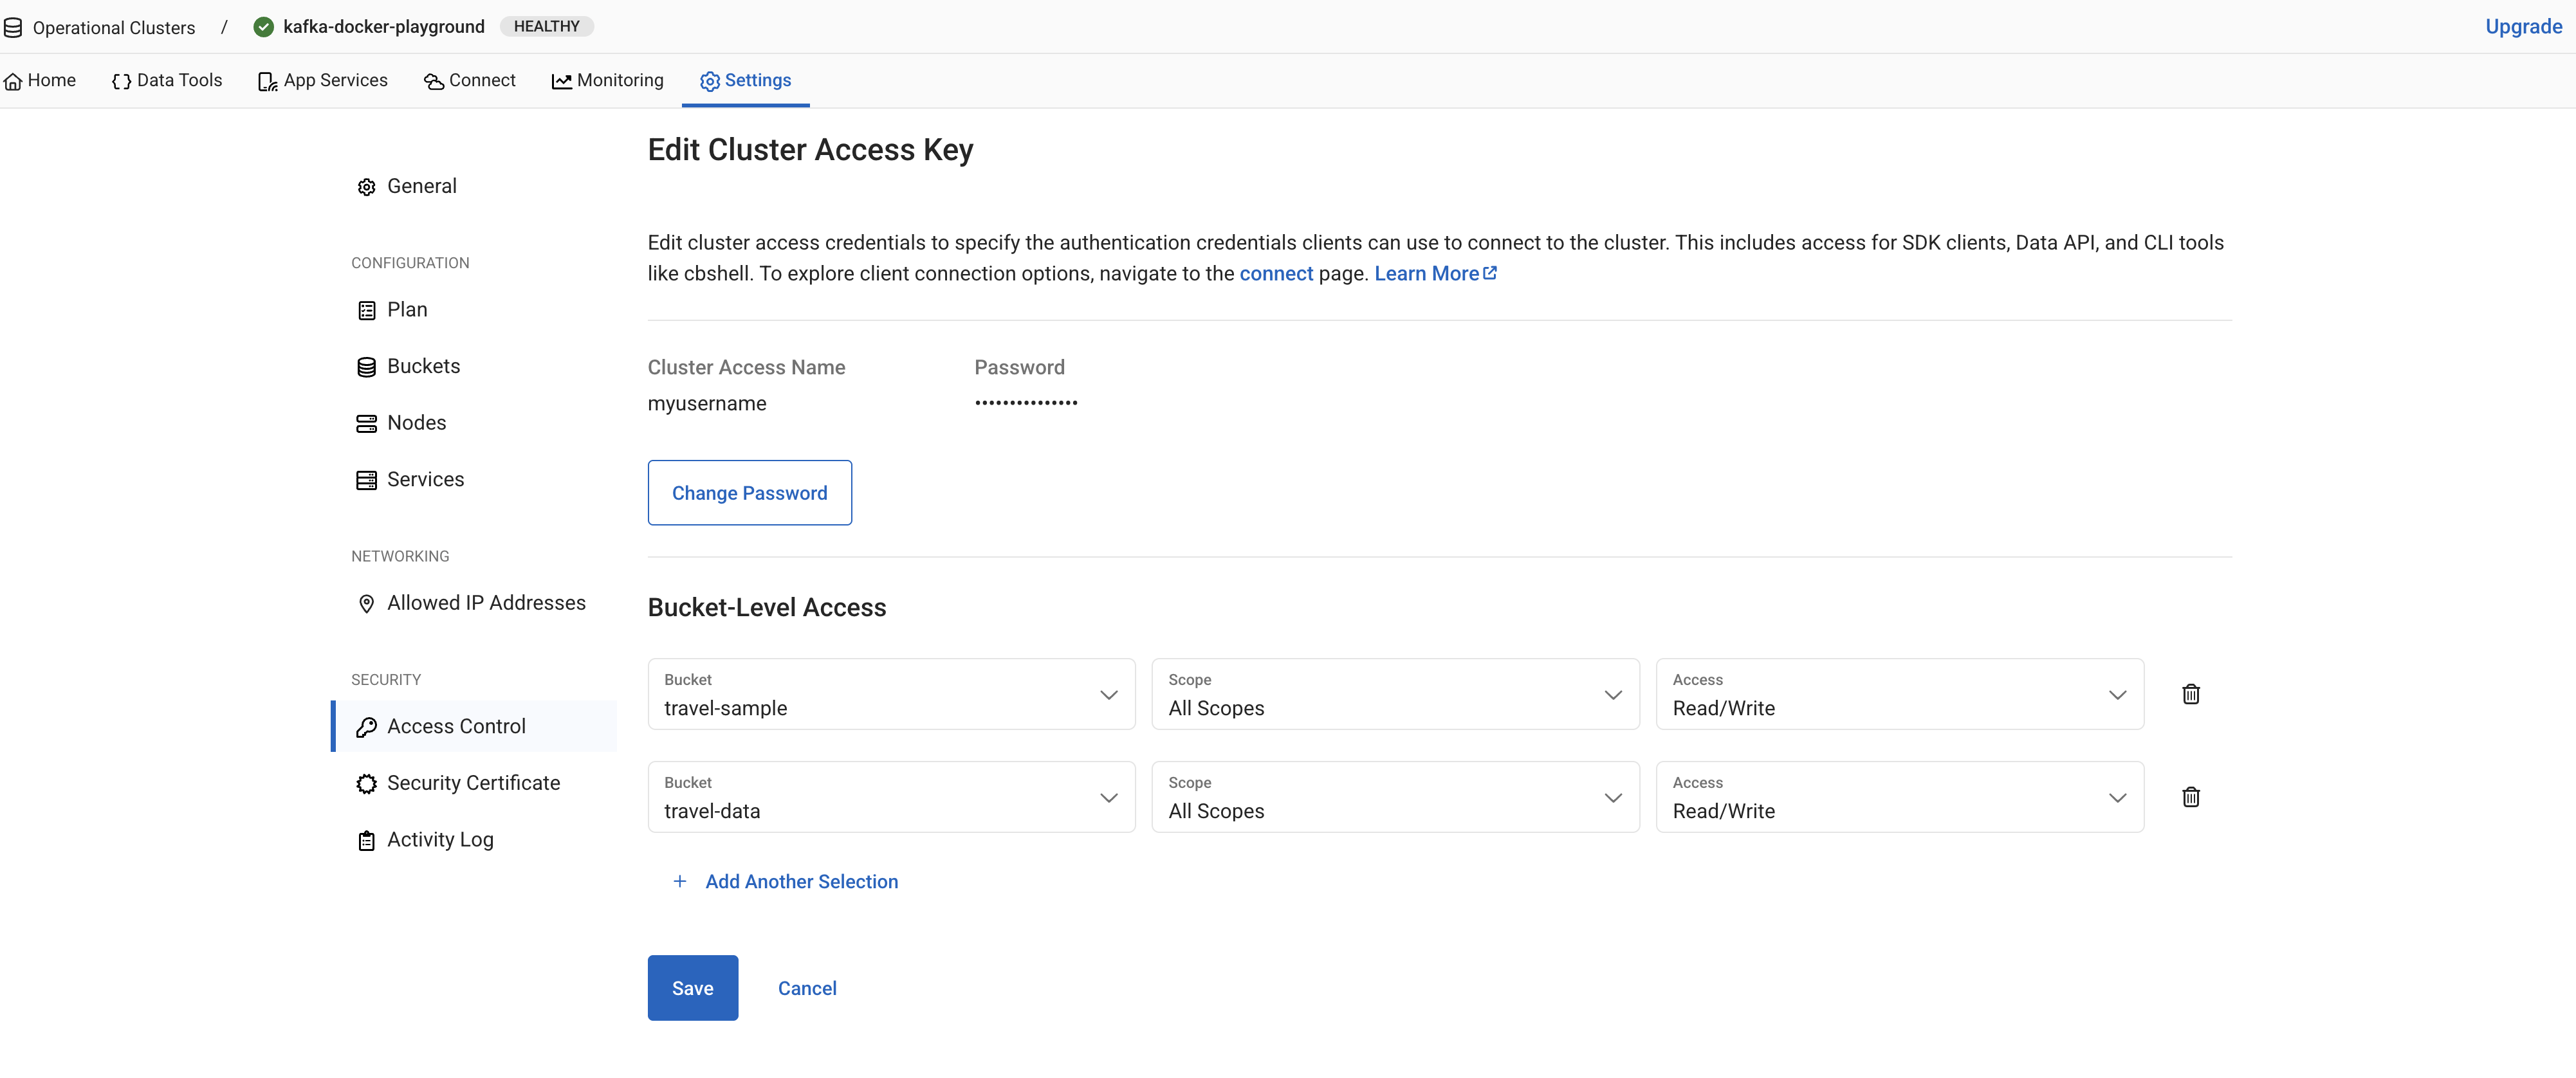 Operational Clusters / kafka-docker-playground HEALTHY Upgrade
Home Data Tools App Services Connect Monitoring Settings
General
CONFIGURATION
Plan
Buckets
Nodes
Services
NETWORKING
Allowed IP Addresses
SECURITY
Access Control
Security Certificate
Activity Log
Edit Cluster Access Key
Edit cluster access credentials to specify the authentication credentials clients can use to connect to the cluster. This includes access for SDK clients, Data API, and CLI tools
like cbshell. To explore client connection options, navigate to the connect page. Learn More
Cluster Access Name Password
myusername •••••••••••••••
Change Password
Bucket-Level Access
Bucket Scope Access
travel-sample All Scopes Read/Write
Bucket Scope Access
travel-data All Scopes Read/Write
+ Add Another Selection
Save Cancel